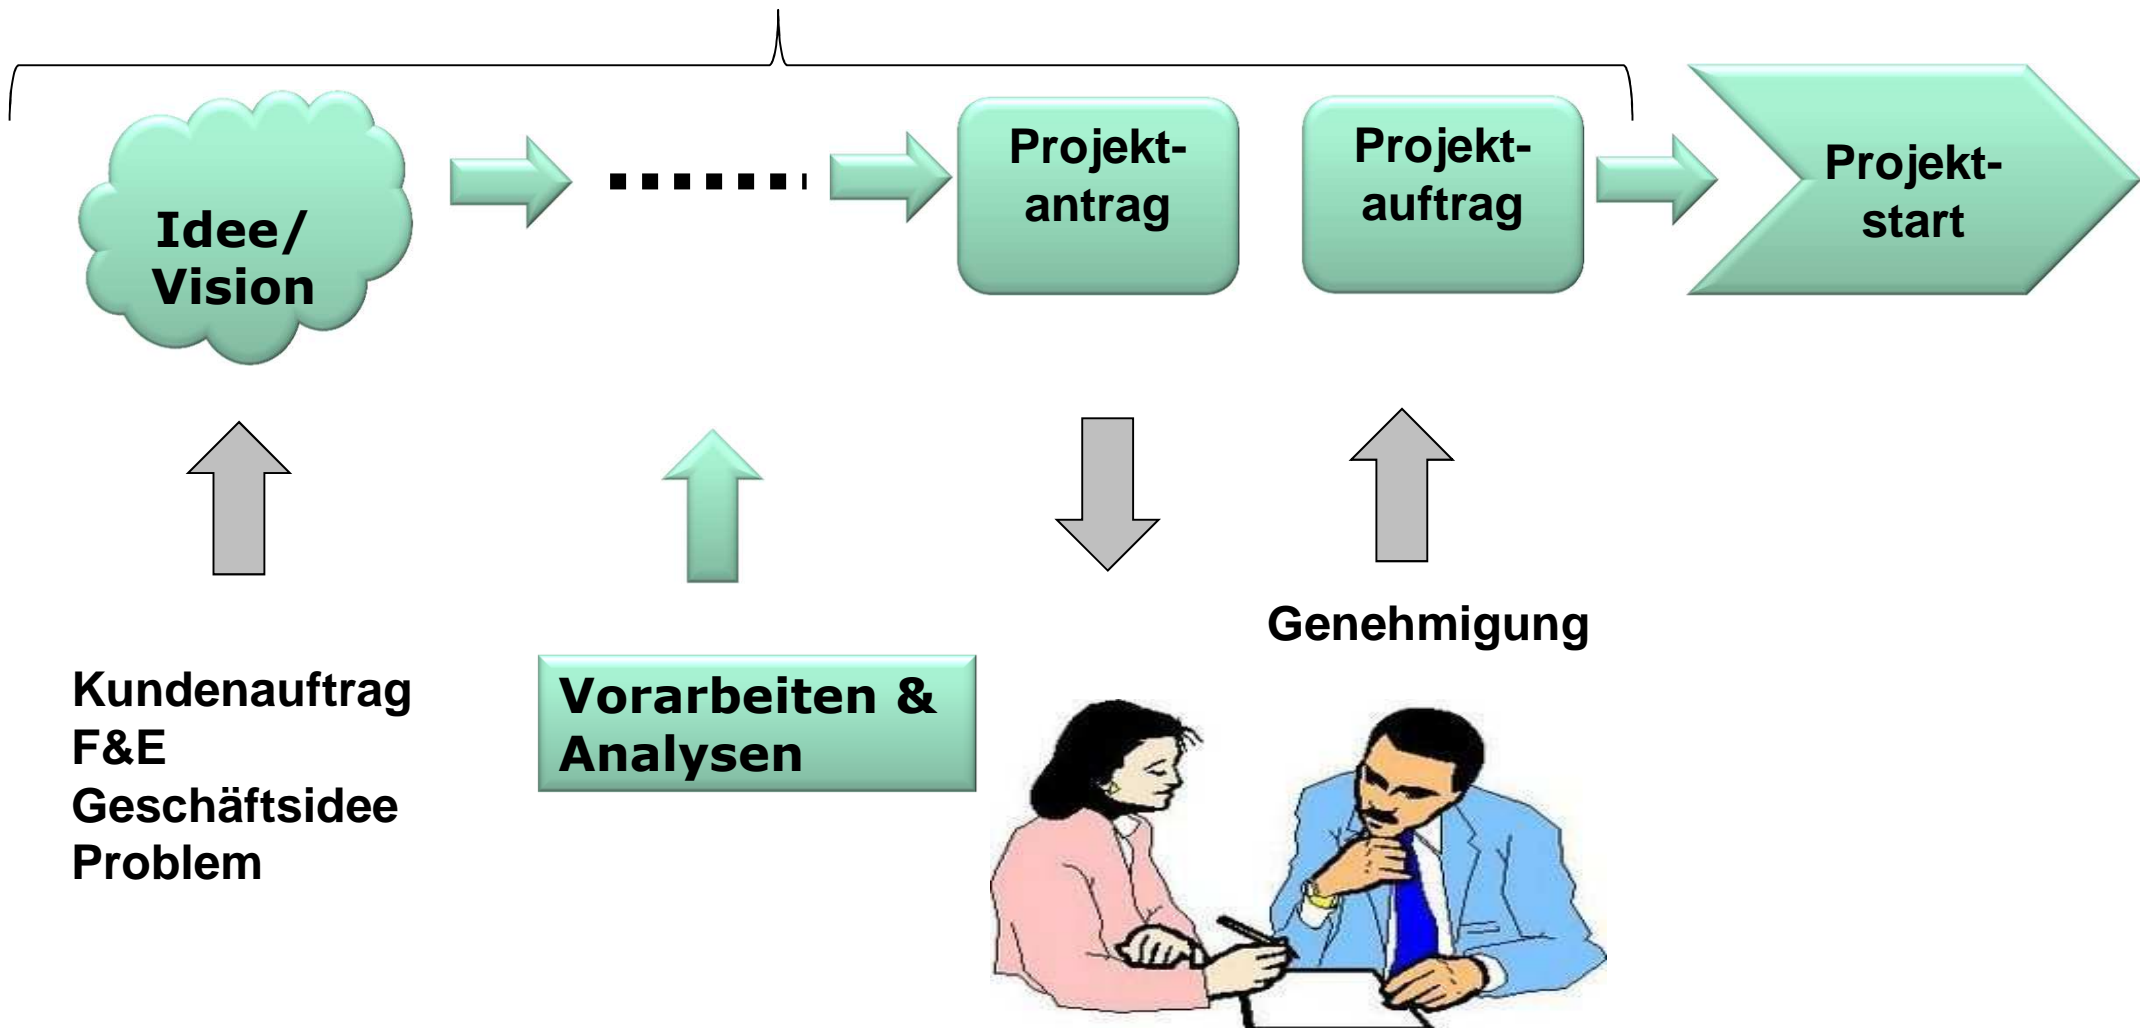 Idee/
Vision
Projekt-
antrag
Projekt-
auftrag
Projekt-
start
Kundenauftrag
F&E
Geschäftsidee
Problem
Vorarbeiten &
Analysen
Genehmigung